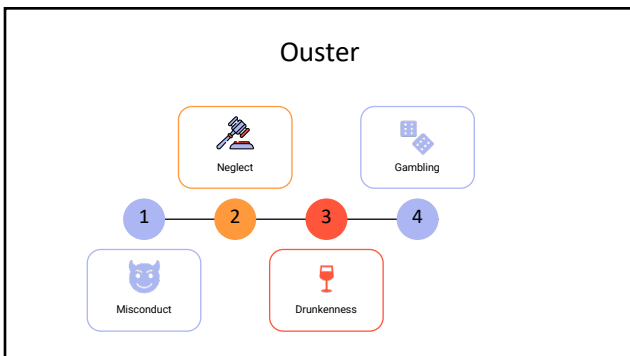 Ouster
Neglect
Gambling
1
2
3
4
Misconduct
Drunkenness